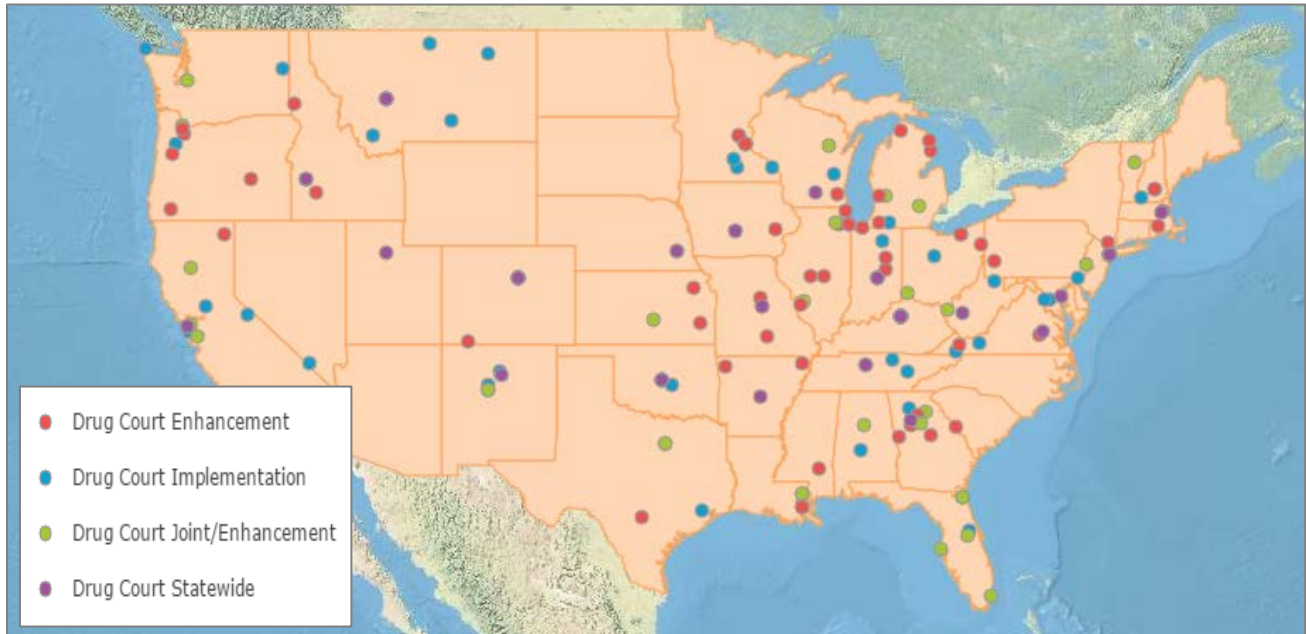 Drug Court Enhancement
Drug Court Implementation
Drug Court Joint/Enhancement
Drug Court Statewide